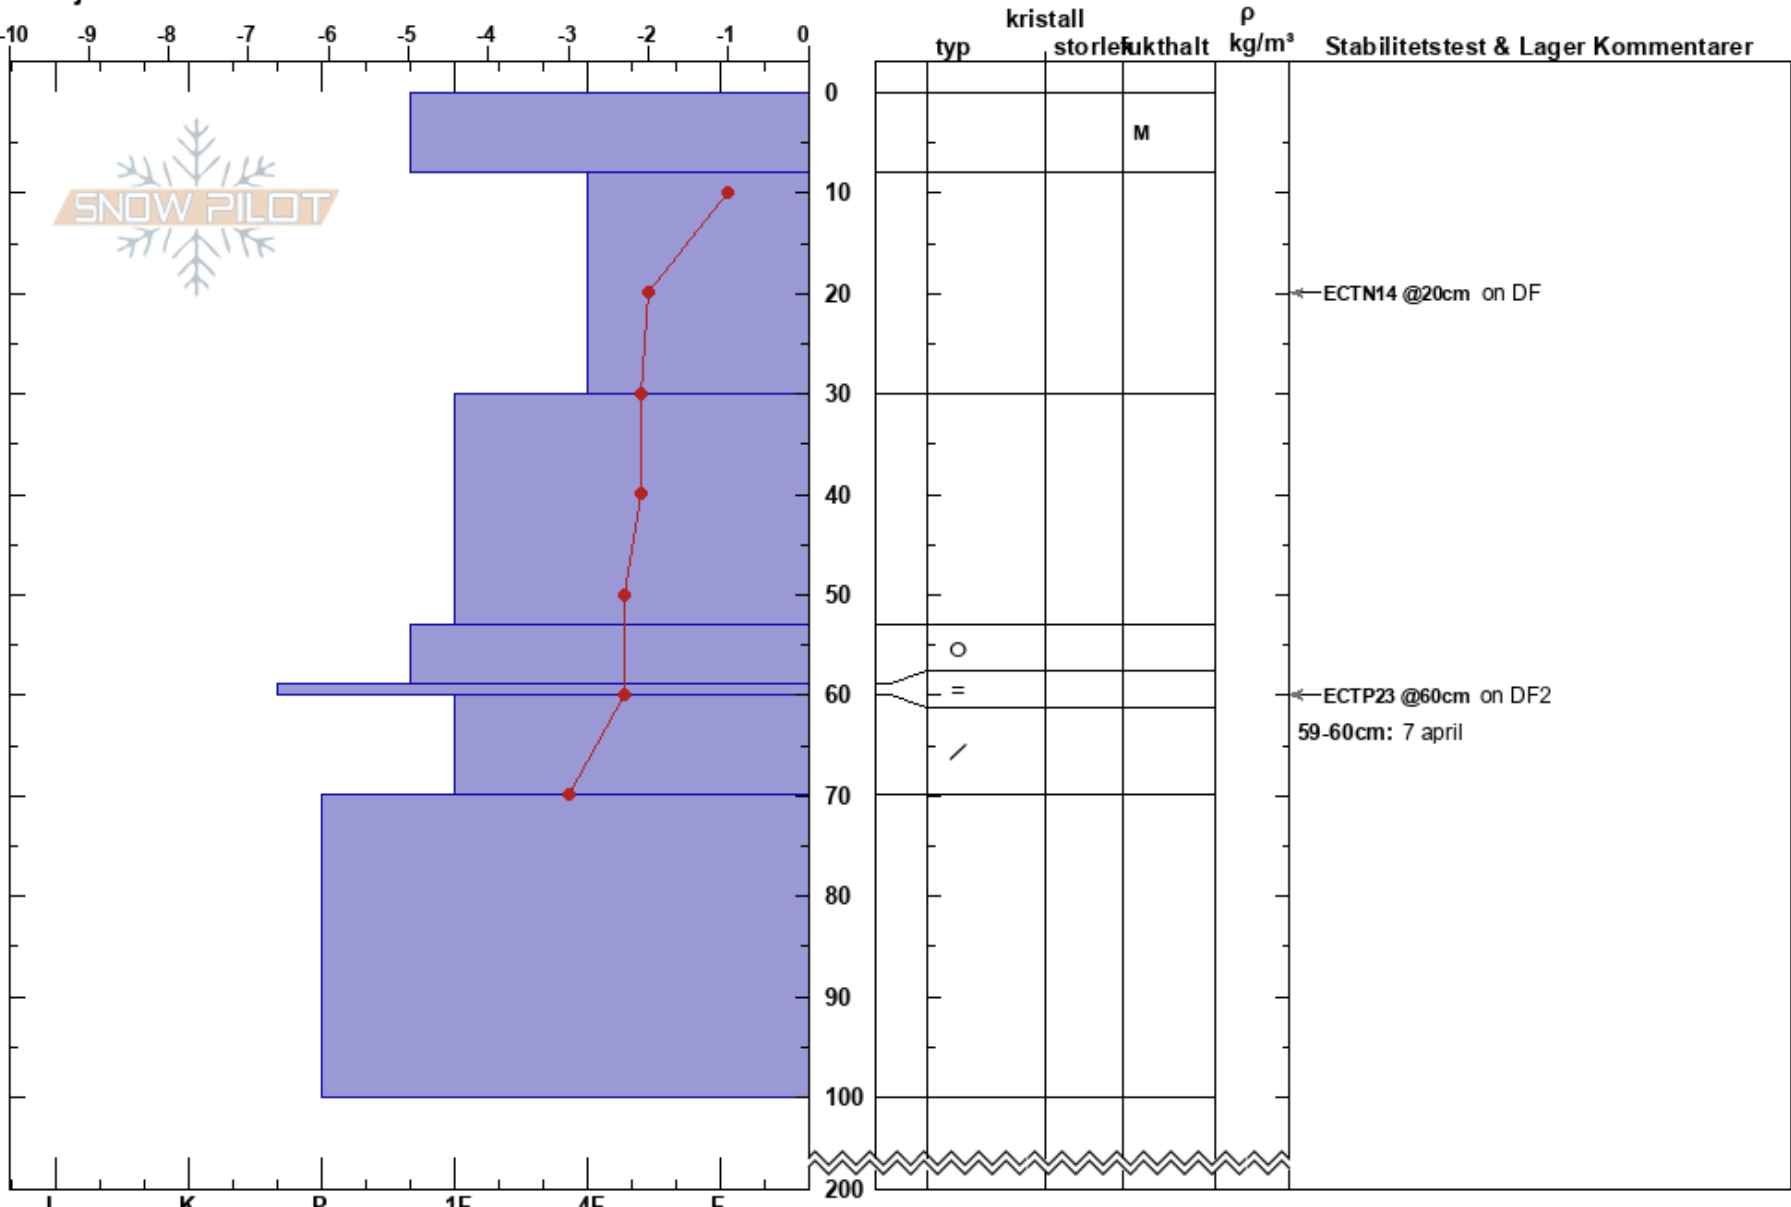 kristall ρ
-10 -9 -8 -7 -6 -5 -4 -3 -2 -1 0
typ storlek fukthalt kg/m³ Stabilitetstest & Lager Kommentarer
0
M
SNOW PILOT
10
20 ECTN14 @20cm on DF
30
40
50
=
60 ECTP23 @60cm on DF2
59-60cm: 7 april
70
80
90
100
200
I K P 1F 4F F